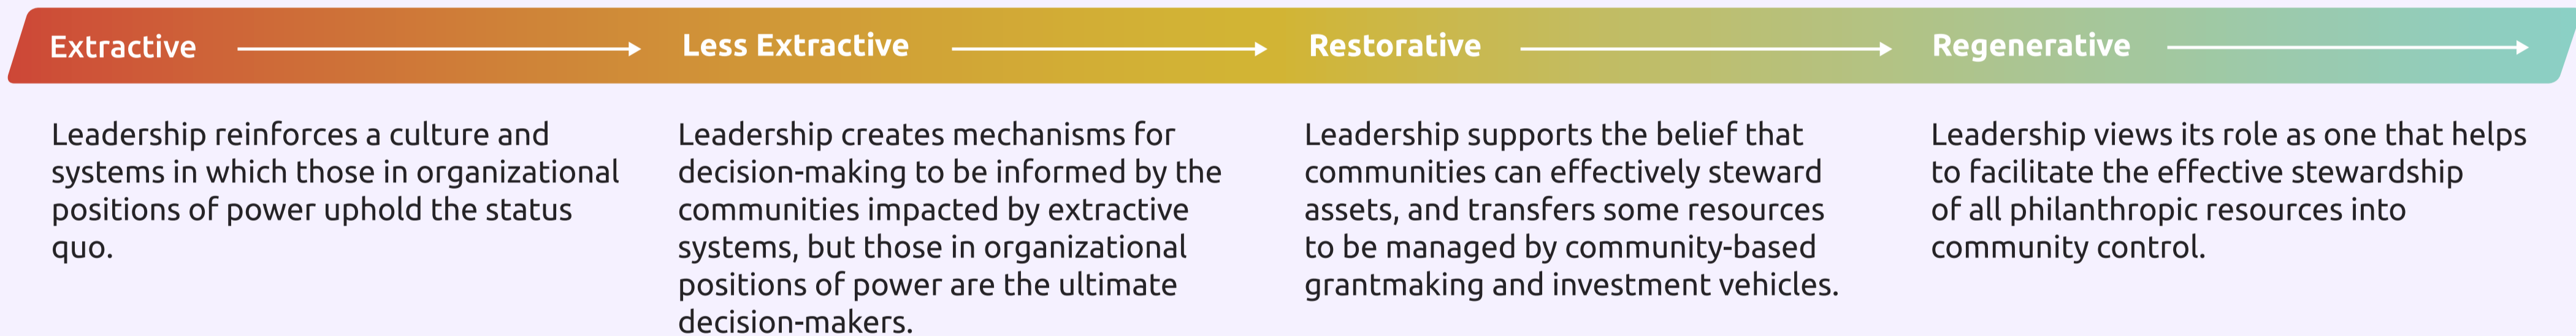 Extractive
Less Extractive
Restorative
Regenerative
Leadership reinforces a culture and
systems in which those in organizational
positions of power uphold the status
quo.
Leadership creates mechanisms for
decision-making to be informed by the
communities impacted by extractive
systems, but those in organizational
positions of power are the ultimate
decision-makers.
Leadership supports the belief that
communities can effectively steward
assets, and transfers some resources
to be managed by community-based
grantmaking and investment vehicles.
Leadership views its role as one that helps
to facilitate the effective stewardship
of all philanthropic resources into
community control.